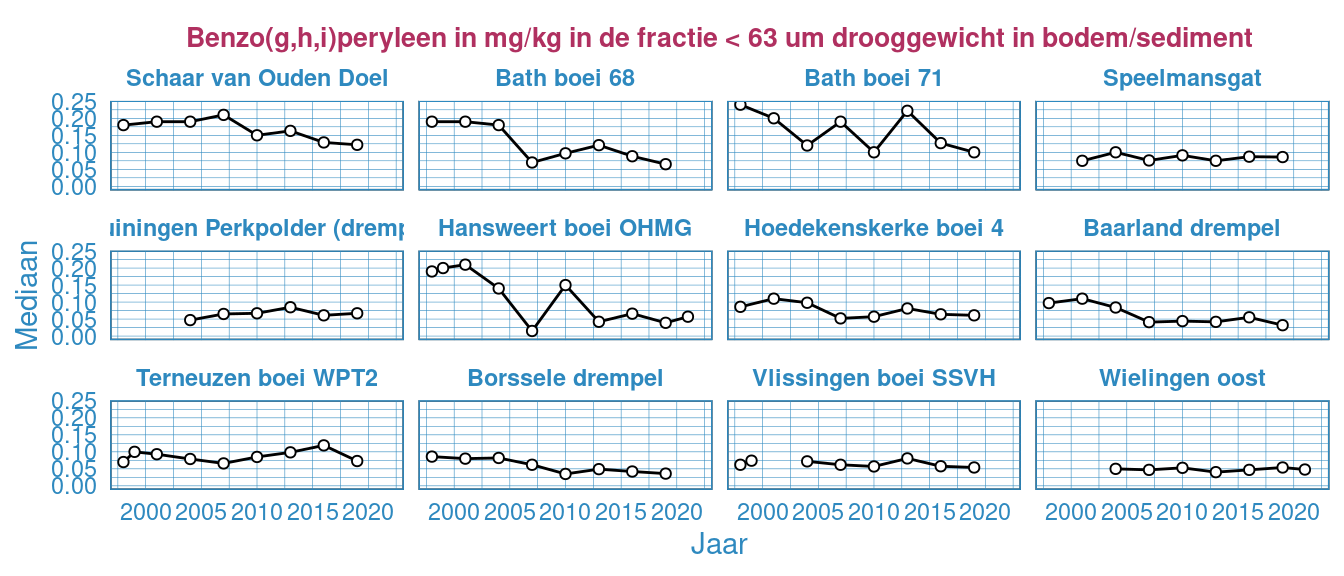 Benzo(g,h,i)peryleen in mg/kg in de fractie < 63 um drooggewicht in bodem/sediment
Schaar van Ouden Doel Bath boei 68 Bath boei 71 Speelmansgat
0.25
0.20
0.15
0.10
0.05
0.00
Perkpolder Hansweert boei OHMG Hoedekenskerke boei 4 Baarland drempel
0.25
0.20
0.15
0.10
0.05
0.00
Mediaan
Terneuzen boei WPT2 Borssele drempel Vlissingen boei SSVH Wielingen oost
0.25
0.20
0.15
0.10
0.05
0.00
2000 2005 2010 2015 2020 2000 2005 2010 2015 2020 2000 2005 2010 2015 2020 2000 2005 2010 2015 2020
Jaar